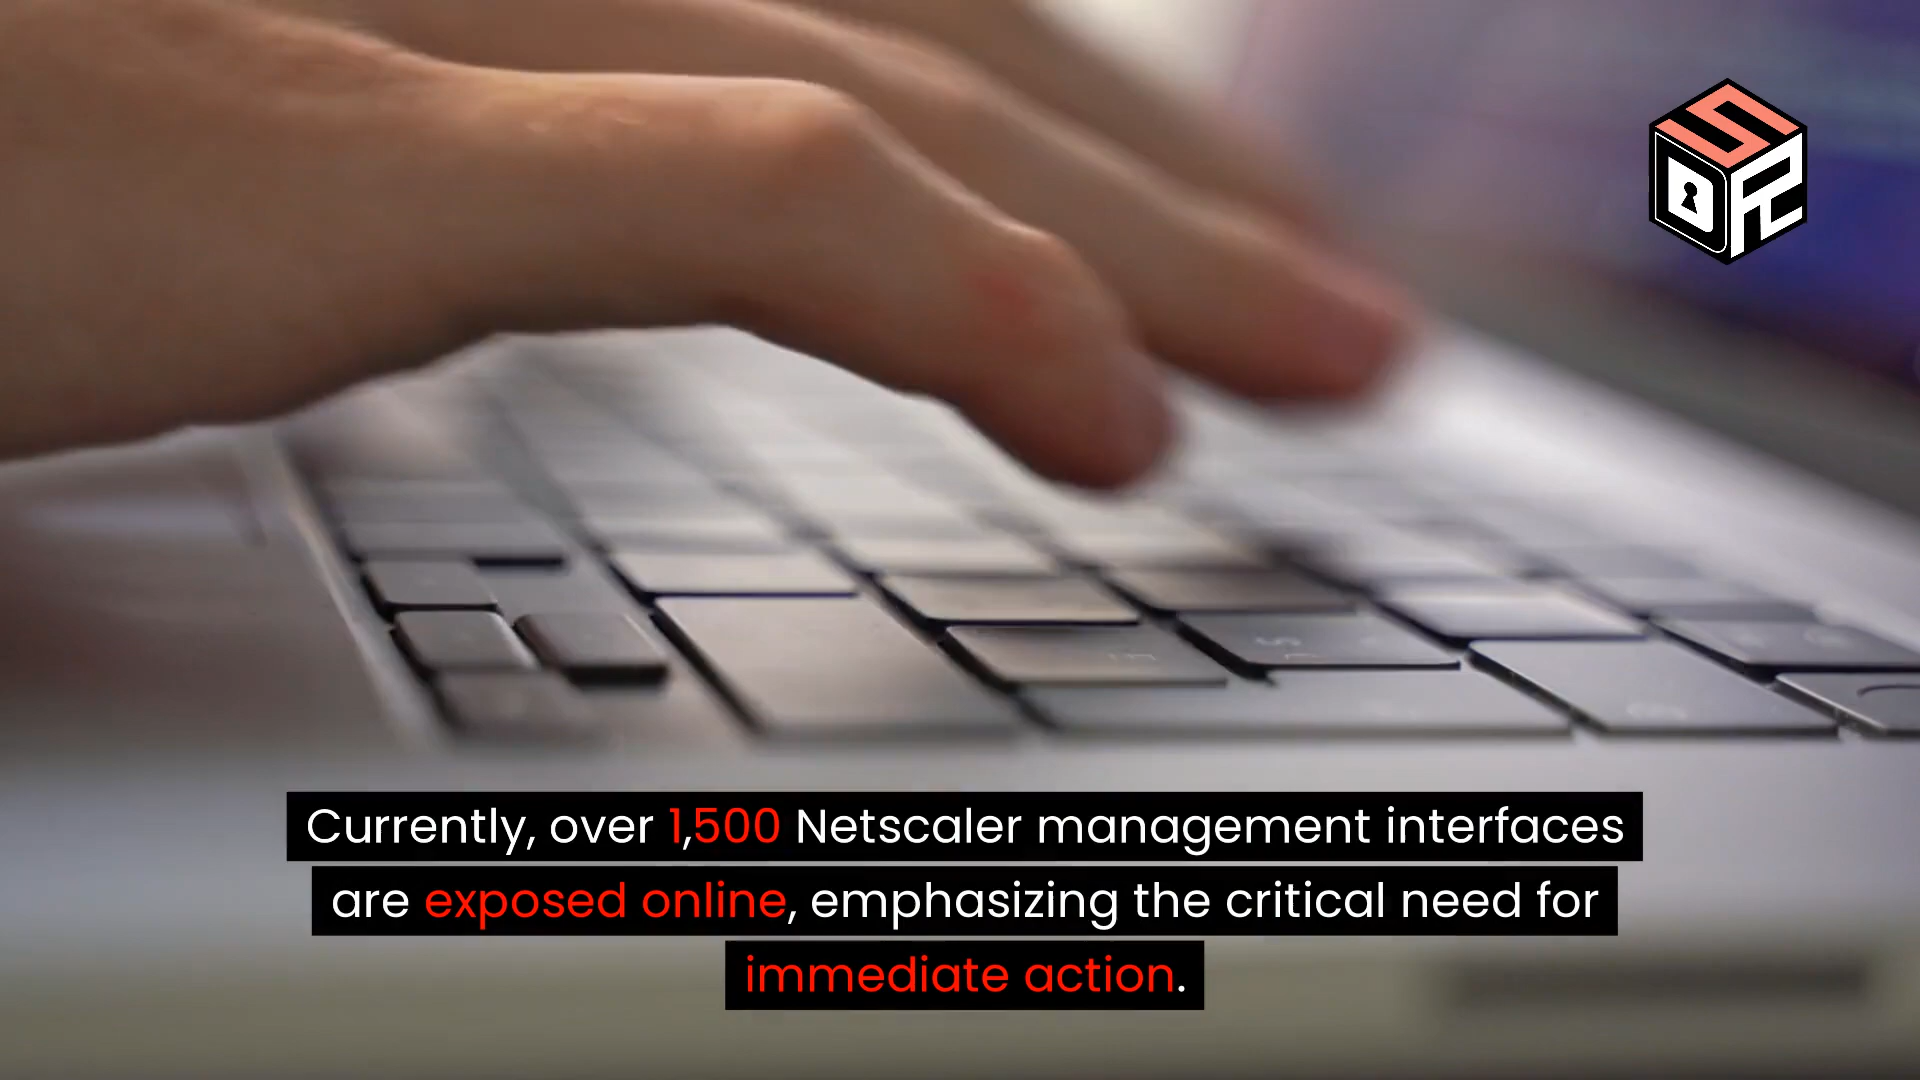 Currently, over 1,500 Netscaler management interfaces
are exposed online, emphasizing the critical need for
immediate action.